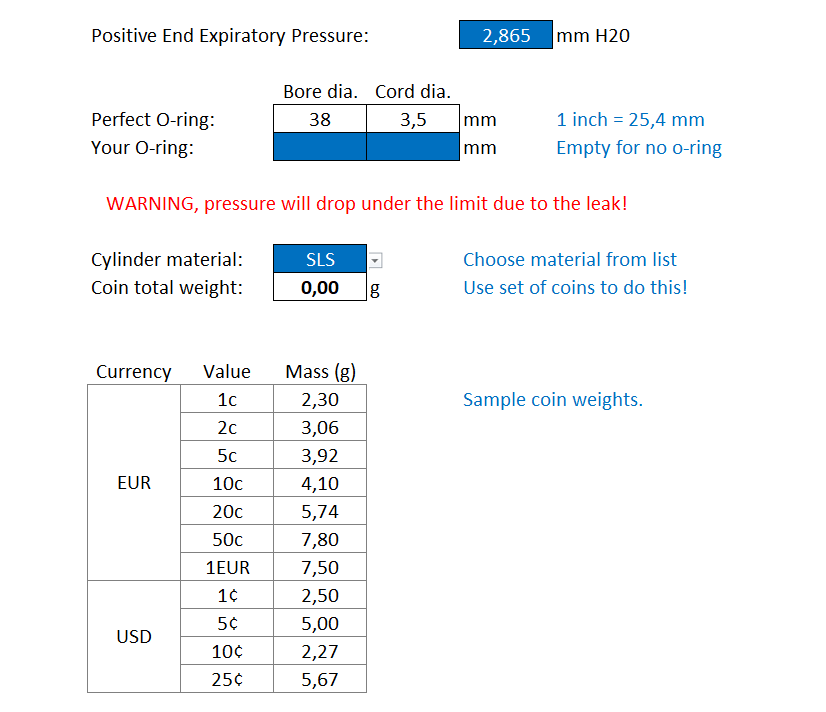 Positive End Expiratory Pressure: 2,865 mm H20
Bore dia. Cord dia.
Perfect O-ring: 38 3,5 mm 1 inch = 25,4 mm
Your O-ring: mm Empty for no o-ring
WARNING, pressure will drop under the limit due to the leak!
Cylinder material: SLS Choose material from list
Coin total weight: 0,00 g Use set of coins to do this!
Currency Value Mass (g)
1c 2,30 Sample coin weights.
2c 3,06
5c 3,92
EUR 10c 4,10
20c 5,74
50c 7,80
1EUR 7,50
1¢ 2,50
5¢ 5,00
USD 10¢ 2,27
25¢ 5,67